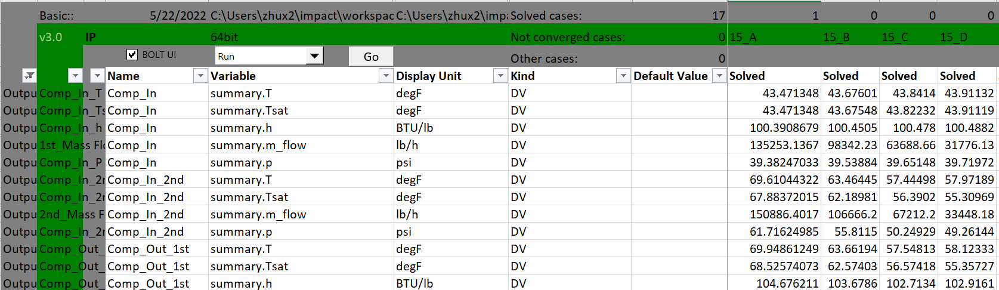 Basic:: 5/22/2022 C:\Users\zhux2\impact\workspac C:\Users\zhux2\impa Solved cases: 17 1 0 0 0
v3.0 IP 64bit Not converged cases: 0 15_A 15_B 15_C 15_D
BOLT UI Run Go Other cases: 0
Name Variable Display Unit Kind Default Value Solved Solved Solved Solved
Outpu Comp_In_T Comp_In summary.T degF DV 43.471348 43.67601 43.8414 43.91132
Outpu Comp_In_Ts Comp_In summary.Tsat degF DV 43.471348 43.67548 43.82232 43.91119
Outpu Comp_In_h Comp_In summary.h BTU/lb DV 100.3908679 100.4505 100.478 100.4882
Outpu 1st_Mass Flo Comp_In summary.m_flow lb/h DV 135253.1367 98342.23 63688.66 31776.13
Outpu Comp_In_P Comp_In summary.p psi DV 39.38247033 39.53884 39.65148 39.71972
Outpu Comp_In_2n Comp_In_2nd summary.T degF DV 69.61044322 63.46445 57.44498 57.97189
Outpu Comp_In_2n Comp_In_2nd summary.Tsat degF DV 67.88372015 62.18981 56.3902 55.30969
Outpu 2nd_Mass F Comp_In_2nd summary.m_flow lb/h DV 150886.4017 106666.2 67212.2 33448.18
Outpu Comp_In_2n Comp_In_2nd summary.p psi DV 61.71624985 55.8115 50.24929 49.26144
Outpu Comp_Out_ Comp_Out_1st summary.T degF DV 69.94861249 63.66194 57.54813 58.12333
Outpu Comp_Out_ Comp_Out_1st summary.Tsat degF DV 68.52574073 62.57403 56.57418 55.35727
Outpu Comp_Out_ Comp_Out_1st summary.h BTU/lb DV 104.676211 103.6786 102.7134 102.9161